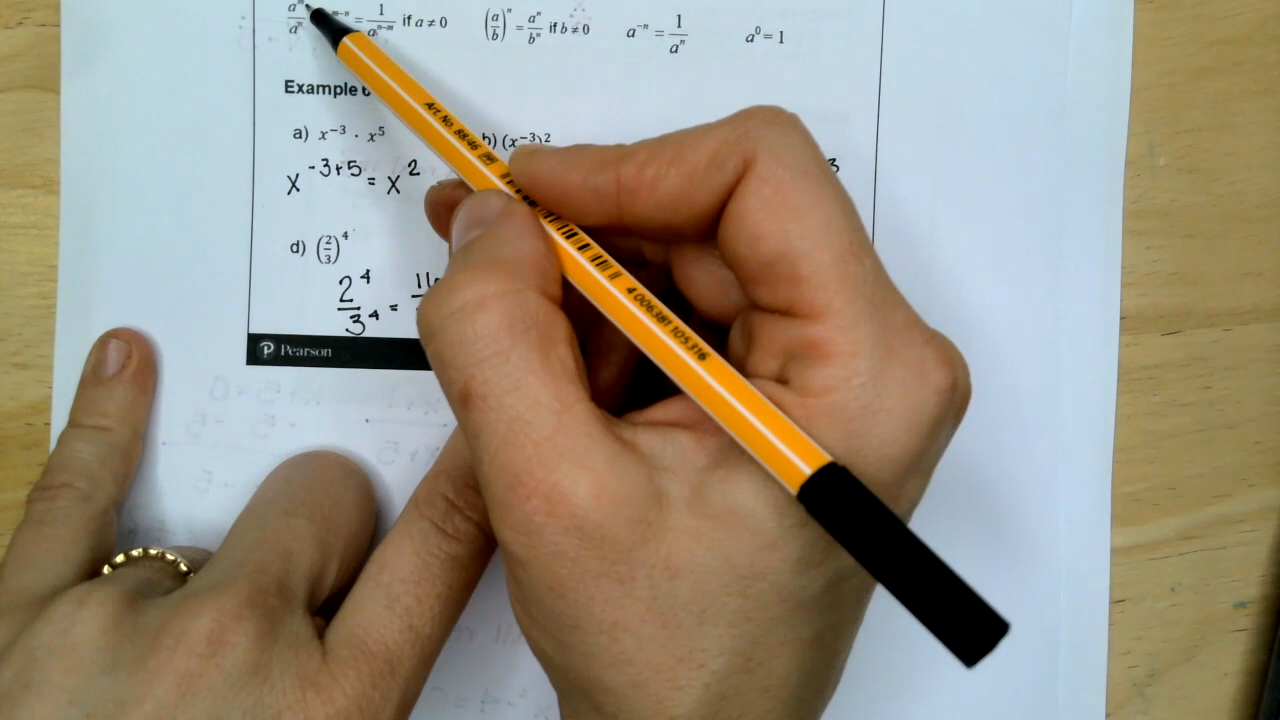 a^m / a^n = a^{m-n} = 1 / a^{n-m} if a ≠ 0 (a/b)^n = a^n / b^n if b ≠ 0 a^{-n} = 1 / a^n a^0 = 1
Example
a) x^{-3} · x^5 b) (x^{-3})^2
x^{-3+5} = x^2 3
d) (2/3)^4
2^4 / 3^4 =
Pearson
Art. No. 88/46
4 006381 105316